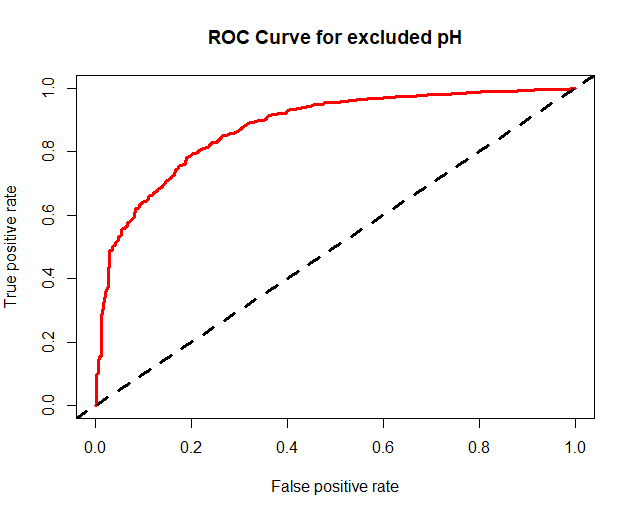 ROC Curve for excluded pH
True positive rate
1.0
0.8
0.6
0.4
0.2
0.0
0.0 0.2 0.4 0.6 0.8 1.0
False positive rate